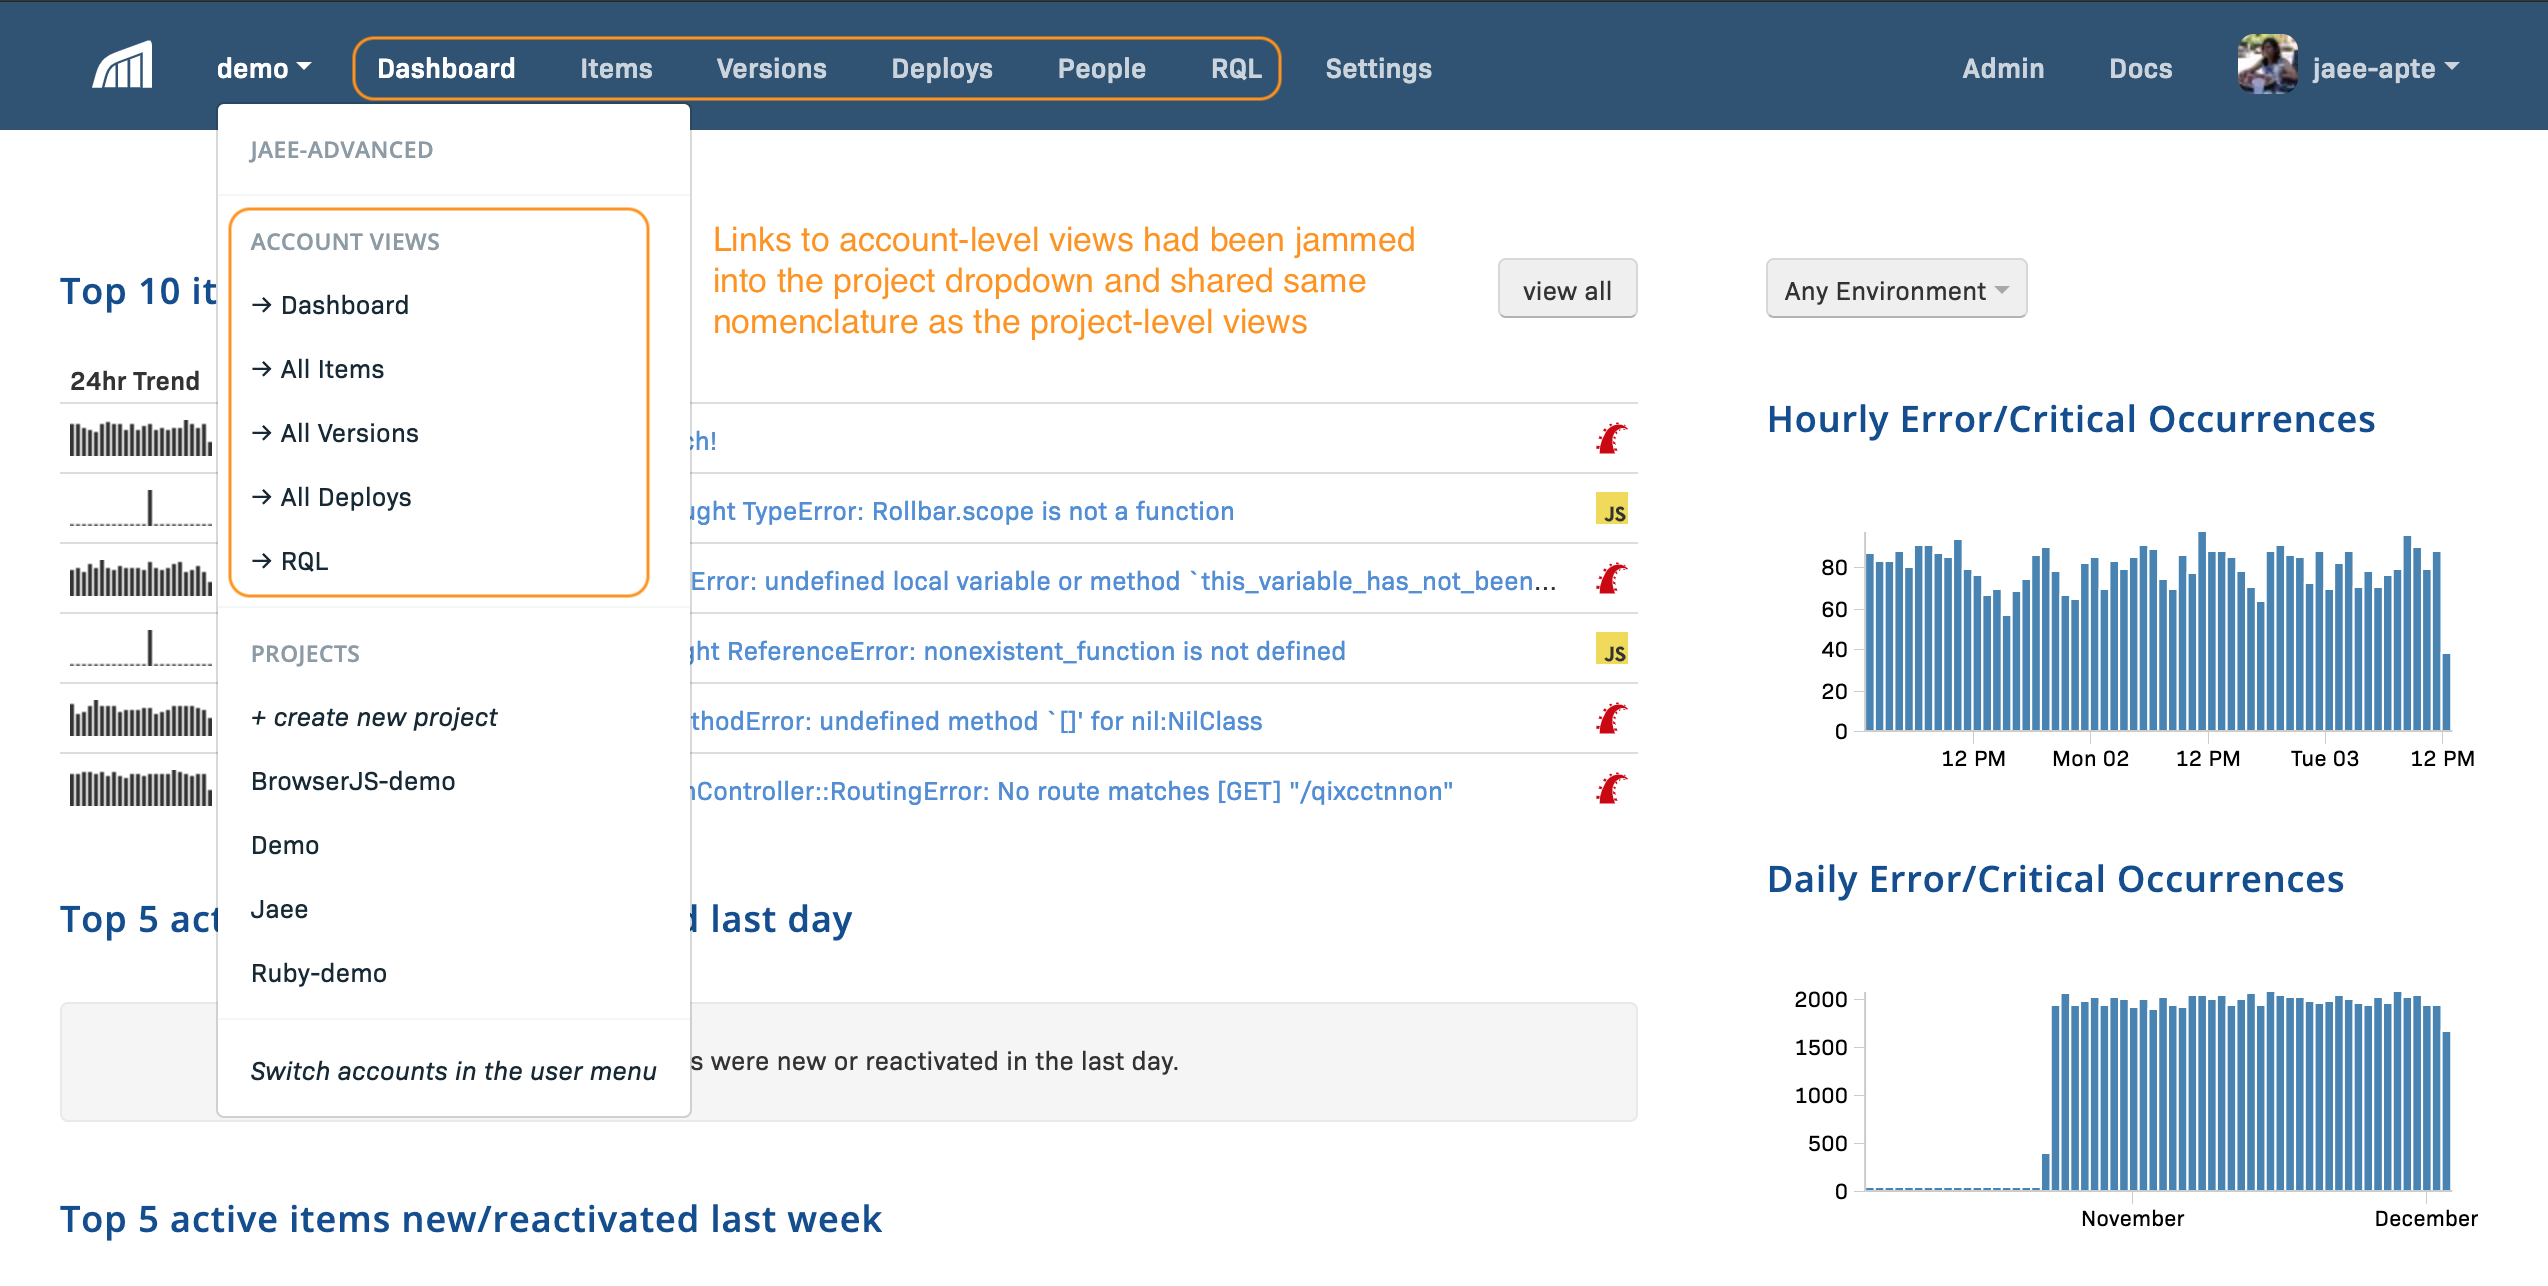 demo Dashboard Items Versions Deploys People RQL Settings Admin Docs jaee-apte
JAEE-ADVANCED
ACCOUNT VIEWS
→ Dashboard
→ All Items
→ All Versions
→ All Deploys
→ RQL
PROJECTS
+ create new project
BrowserJS-demo
Demo
Jaee
Ruby-demo
Switch accounts in the user menu
Links to account-level views had been jammed
into the project dropdown and shared same
nomenclature as the project-level views
Top 10
view all
24hr Trend
TypeError: Rollbar.scope is not a function
JS
Error: undefined local variable or method `this_variable_has_not_been...
ReferenceError: nonexistent_function is not defined
JS
undefined method `[]' for nil:NilClass
Controller::RoutingError: No route matches [GET] "/qixcctnnon"
Top 5 last day
were new or reactivated in the last day.
Top 5 active items new/reactivated last week
Any Environment
Hourly Error/Critical Occurrences
80
60
40
20
0
12 PM Mon 02 12 PM Tue 03 12 PM
Daily Error/Critical Occurrences
2000
1500
1000
500
0
November December